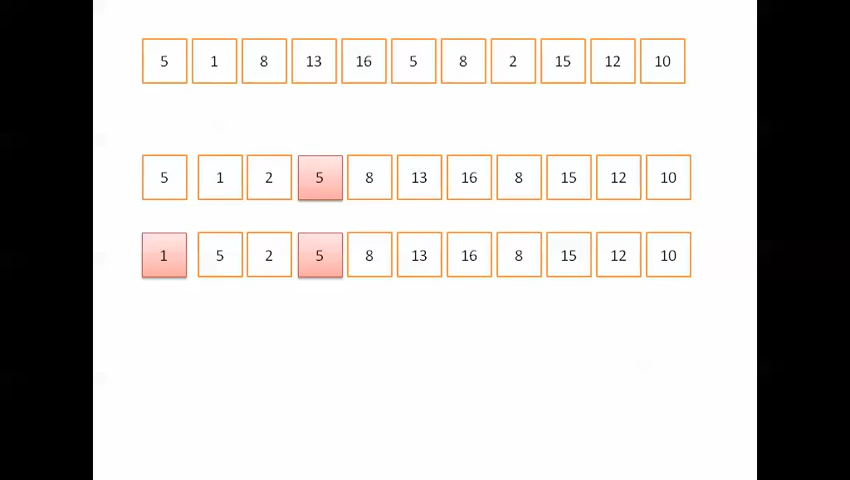 5 1 8 13 16 5 8 2 15 12 10
5 1 2 5 8 13 16 8 15 12 10
1 5 2 5 8 13 16 8 15 12 10